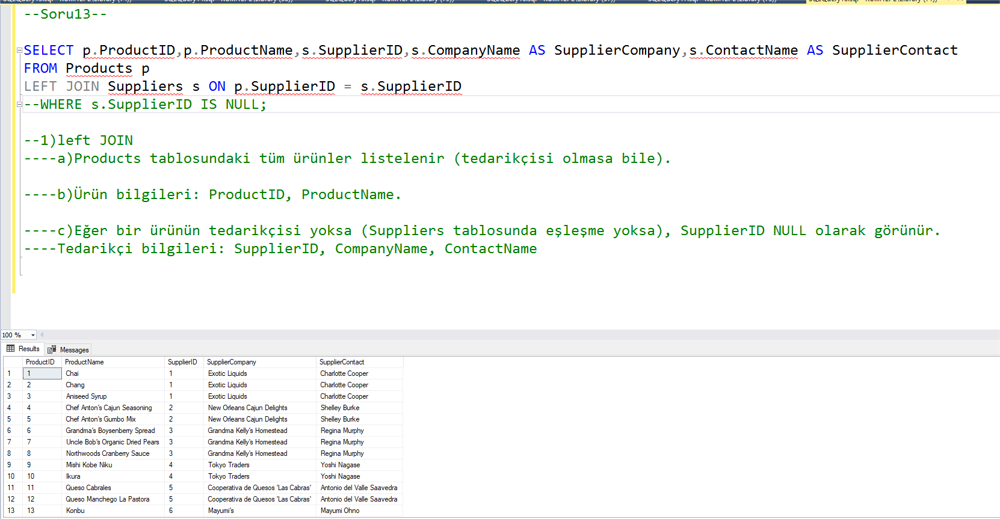 --Soru13--
SELECT p.ProductID,p.ProductName,s.SupplierID,s.CompanyName AS SupplierCompany,s.ContactName AS SupplierContact
FROM Products p
LEFT JOIN Suppliers s ON p.SupplierID = s.SupplierID
--WHERE s.SupplierID IS NULL;
--1)left JOIN
----a)Products tablosundaki tüm ürünler listelenir (tedarikçisi olmasa bile).
----b)Ürün bilgileri: ProductID, ProductName.
----c)Eğer bir ürünün tedarikçisi yoksa (Suppliers tablosunda eşleşme yoksa), SupplierID NULL olarak görünür.
----Tedarikçi bilgileri: SupplierID, CompanyName, ContactName
100 %
Results Messages
ProductID ProductName SupplierID SupplierCompany SupplierContact
1 1 Chai 1 Exotic Liquids Charlotte Cooper
2 2 Chang 1 Exotic Liquids Charlotte Cooper
3 3 Aniseed Syrup 1 Exotic Liquids Charlotte Cooper
4 4 Chef Anton's Cajun Seasoning 2 New Orleans Cajun Delights Shelley Burke
5 5 Chef Anton's Gumbo Mix 2 New Orleans Cajun Delights Shelley Burke
6 6 Grandma's Boysenberry Spread 3 Grandma Kelly's Homestead Regina Murphy
7 7 Uncle Bob's Organic Dried Pears 3 Grandma Kelly's Homestead Regina Murphy
8 8 Northwoods Cranberry Sauce 3 Grandma Kelly's Homestead Regina Murphy
9 9 Mishi Kobe Niku 4 Tokyo Traders Yoshi Nagase
10 10 Ikura 4 Tokyo Traders Yoshi Nagase
11 11 Queso Cabrales 5 Cooperativa de Quesos 'Las Cabras' Antonio del Valle Saavedra
12 12 Queso Manchego La Pastora 5 Cooperativa de Quesos 'Las Cabras' Antonio del Valle Saavedra
13 13 Konbu 6 Mayumi's Mayumi Ohno